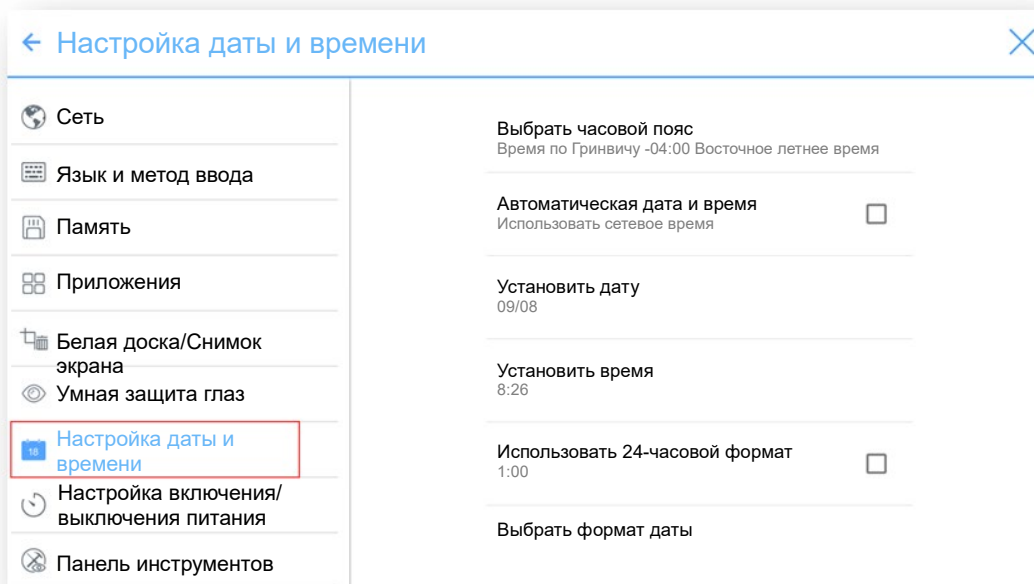 Настройка даты и времени
Сеть
Язык и метод ввода
Память
Приложения
Белая доска/Снимок
экрана
Умная защита глаз
18
Настройка даты и
времени
Настройка включения/
выключения питания
Панель инструментов
Выбрать часовой пояс
Время по Гринвичу -04:00 Восточное летнее время
Автоматическая дата и время
Использовать сетевое время
Установить дату
09/08
Установить время
8:26
Использовать 24-часовой формат
1:00
Выбрать формат даты